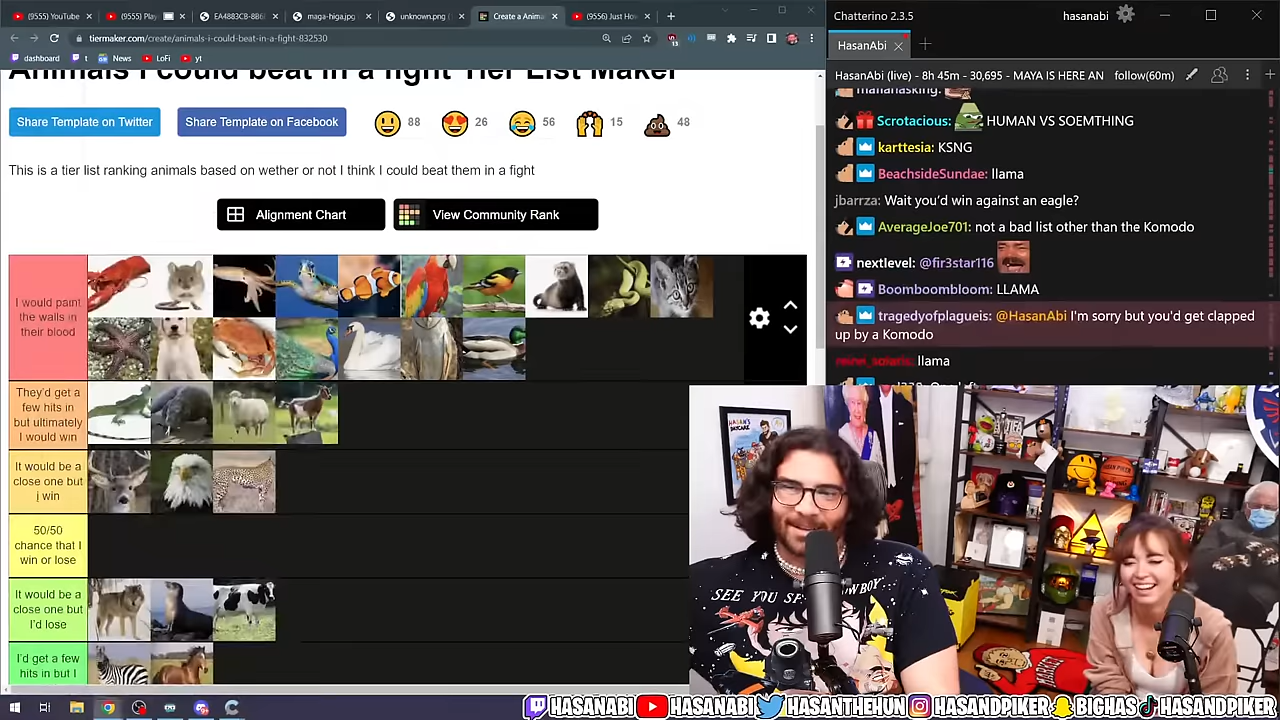 (9555) YouTube
(9555) Play
EA4883CB-8B6
maga-higa.jpg
unknown.png (
Create a Anima
(9556) Just Ho
tiermaker.com/create/animals-i-could-beat-in-a-fight-832530
dashboard
t
News
LoFi
yt
Animals I could beat in a fight Tier List Maker
Share Template on Twitter
Share Template on Facebook
88
26
56
15
48
This is a tier list ranking animals based on wether or not I think I could beat them in a fight
Alignment Chart
View Community Rank
I would paint
the walls in
their blood
They'd get a
few hits in
but ultimately
I would win
It would be a
close one but
i win
50/50
chance that I
win or lose
It would be a
close one but
I'd lose
I'd get a few
hits in but I
Chatterino 2.3.5
hasanabi
HasanAbi
HasanAbi (live) - 8h 45m - 30,695 - MAYA IS HERE AN
follow(60m)
Scrotacious: HUMAN VS SOEMTHING
karttesia: KSNG
BeachsideSundae: llama
jbarrza: Wait you'd win against an eagle?
AverageJoe701: not a bad list other than the Komodo
nextlevel: @fir3star116
Boomboombloom: LLAMA
tragedyofplagueis: @HasanAbi I'm sorry but you'd get clapped
up by a Komodo
llama
HASAN'S
DAYCARE
SEE YOU SP
OWBOY
HASANABI
HASANABI
HASANTHEHUN
HASANDPIKER
BIGHAS
HASANDPIKER